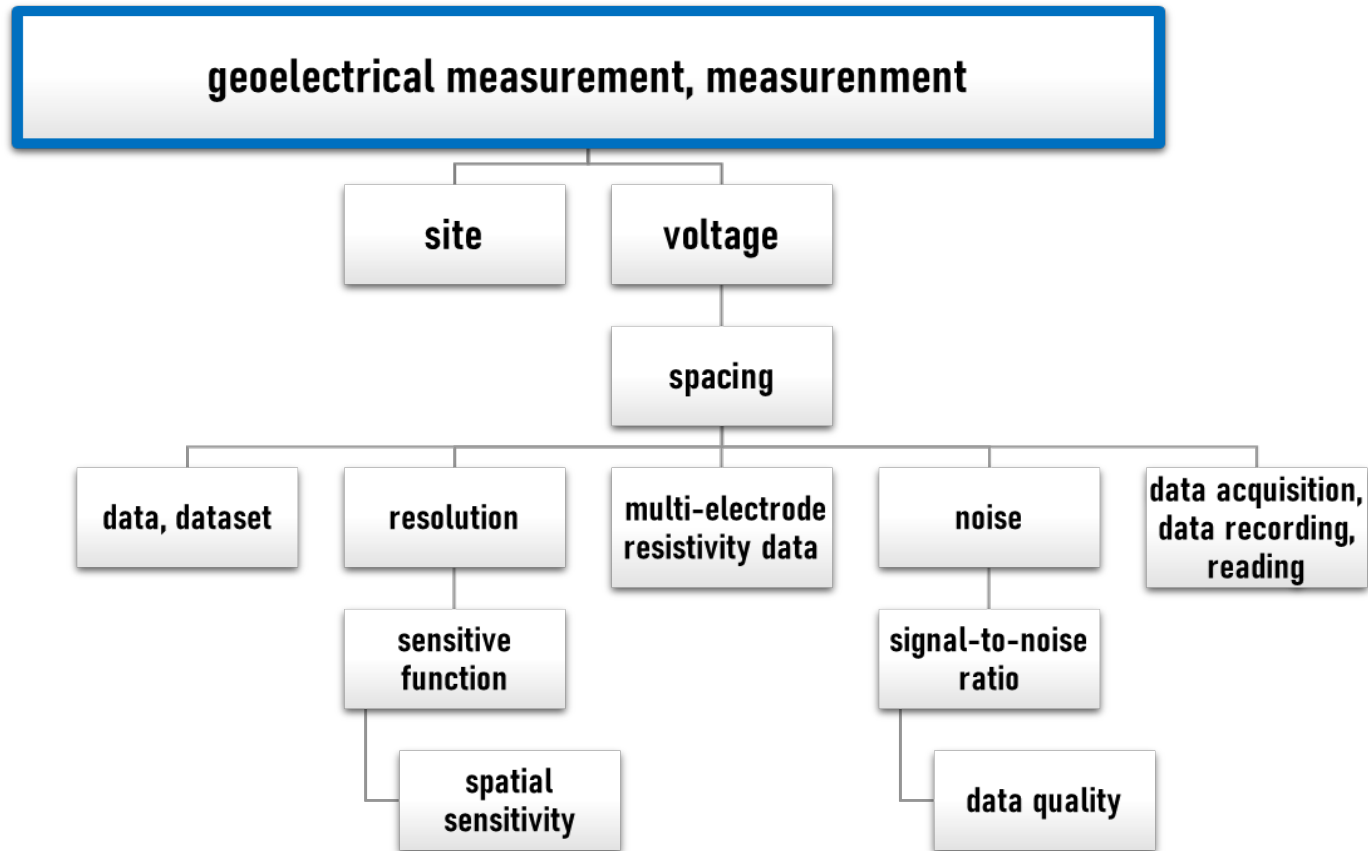 geoelectrical measurement, measurenment
site
voltage
spacing
data, dataset
resolution
multi-electrode
resistivity data
noise
data acquisition,
data recording,
reading
sensitive
function
signal-to-noise
ratio
spatial
sensitivity
data quality